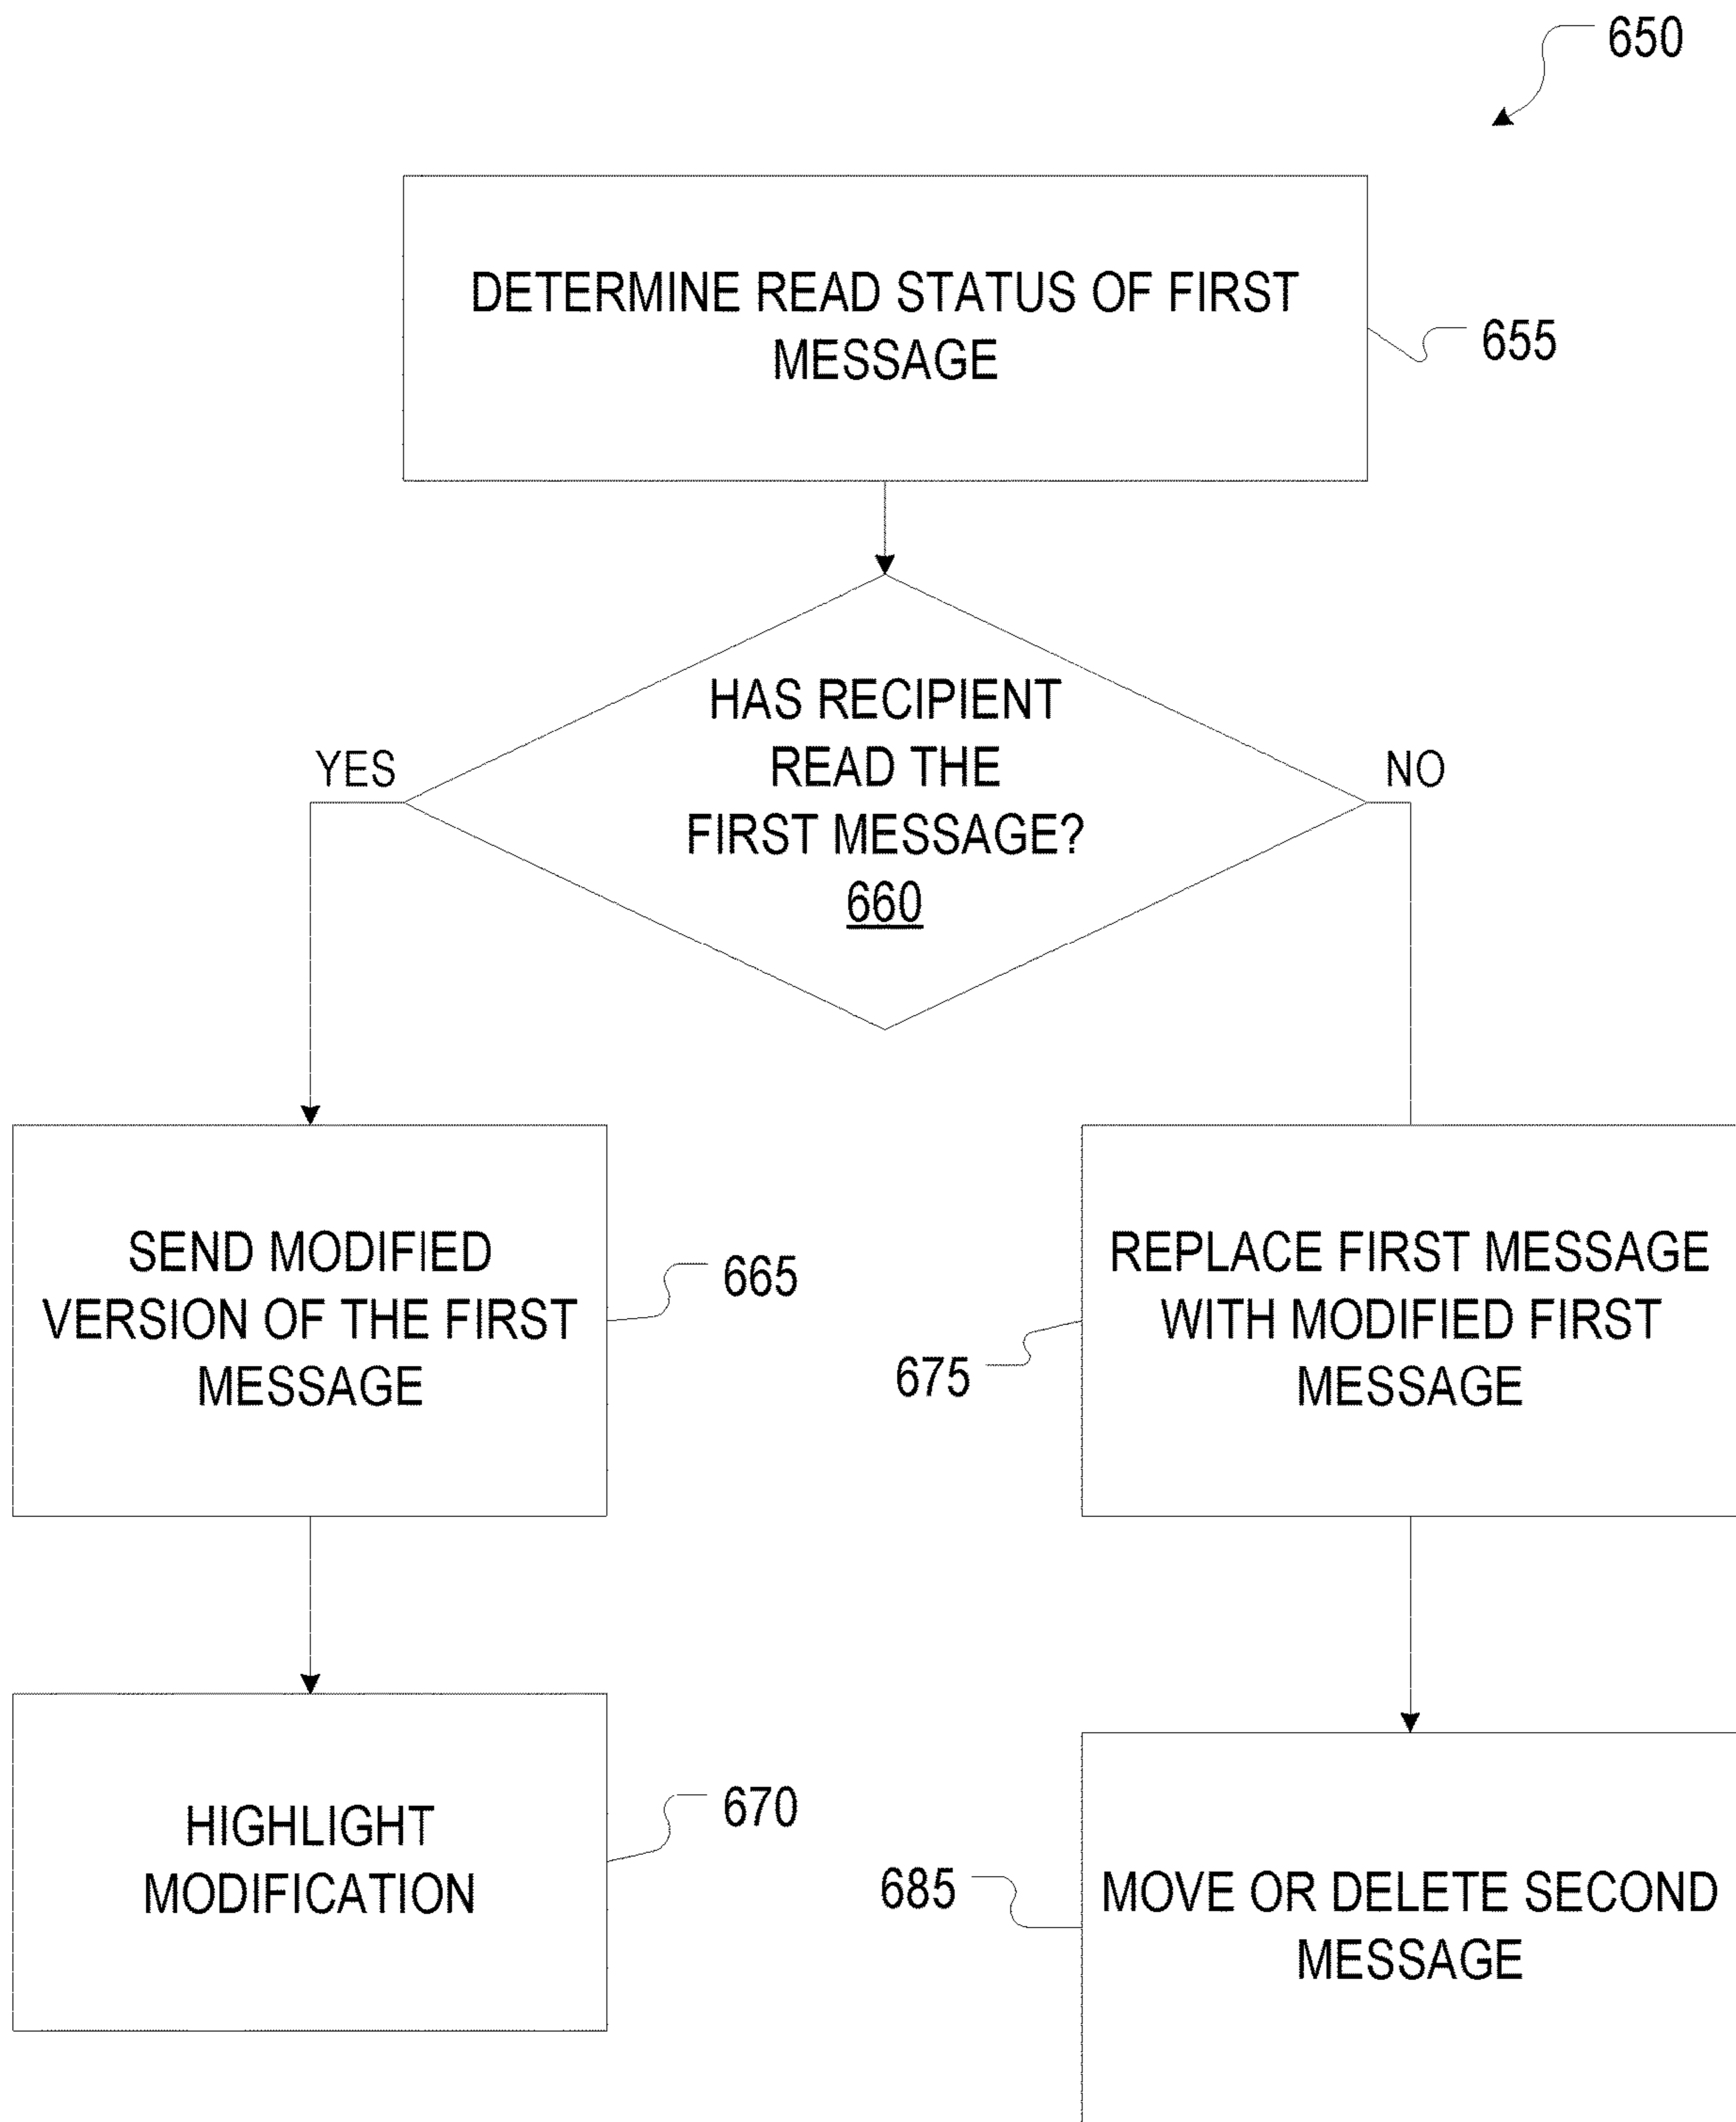 650
DETERMINE READ STATUS OF FIRST
MESSAGE
655
HAS RECIPIENT
READ THE
FIRST MESSAGE?
660
YES
NO
SEND MODIFIED
VERSION OF THE FIRST
MESSAGE
665
REPLACE FIRST MESSAGE
WITH MODIFIED FIRST
MESSAGE
675
HIGHLIGHT
MODIFICATION
670
MOVE OR DELETE SECOND
MESSAGE
685